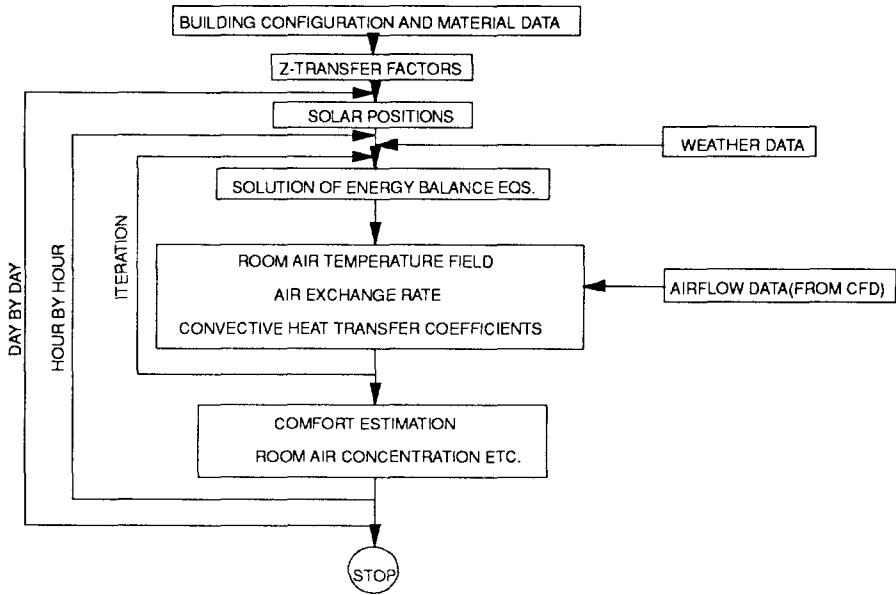 BUILDING CONFIGURATION AND MATERIAL DATA
Z-TRANSFER FACTORS
SOLAR POSITIONS
WEATHER DATA
SOLUTION OF ENERGY BALANCE EQS.
ROOM AIR TEMPERATURE FIELD
AIR EXCHANGE RATE
CONVECTIVE HEAT TRANSFER COEFFICIENTS
AIRFLOW DATA(FROM CFD)
DAY BY DAY
HOUR BY HOUR
ITERATION
COMFORT ESTIMATION
ROOM AIR CONCENTRATION ETC.
STOP